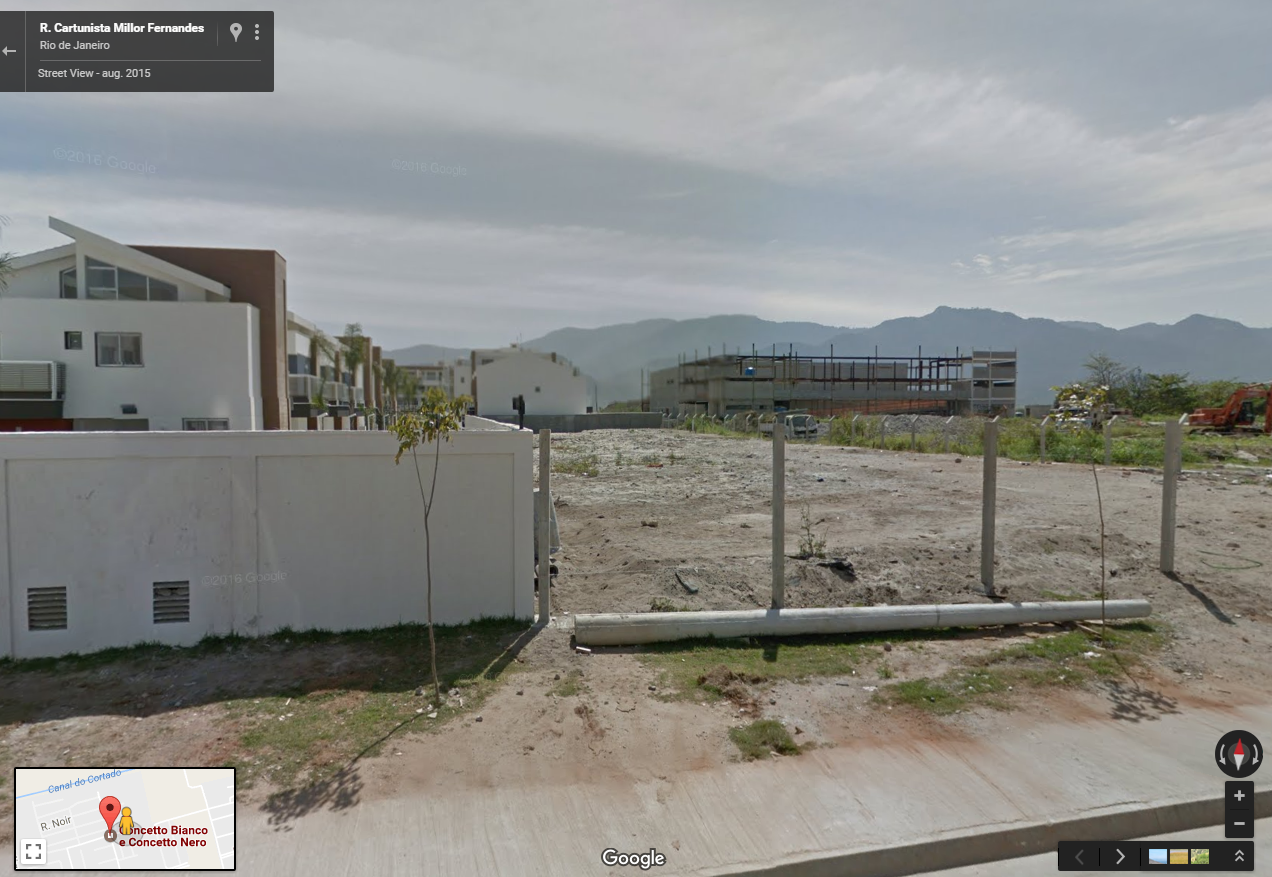 R. Cartunista Millor Fernandes
Rio de Janeiro
Street View - aug. 2015
©2016 Google
©2016 Google
©2016 Google
Canal do Cortado
R. Noir
Concetto Bianco
e Concetto Nero
Google